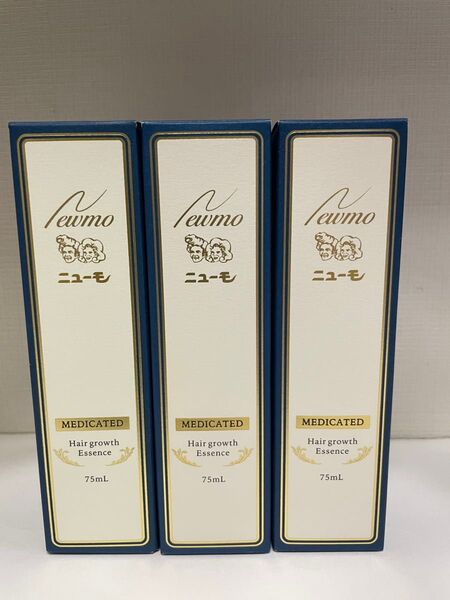 Newmo
ニューモ
MEDICATED
Hair growth
Essence
75mL
Newmo
ニューモ
MEDICATED
Hair growth
Essence
75mL
Newmo
ニューモ
MEDICATED
Hair growth
Essence
75mL